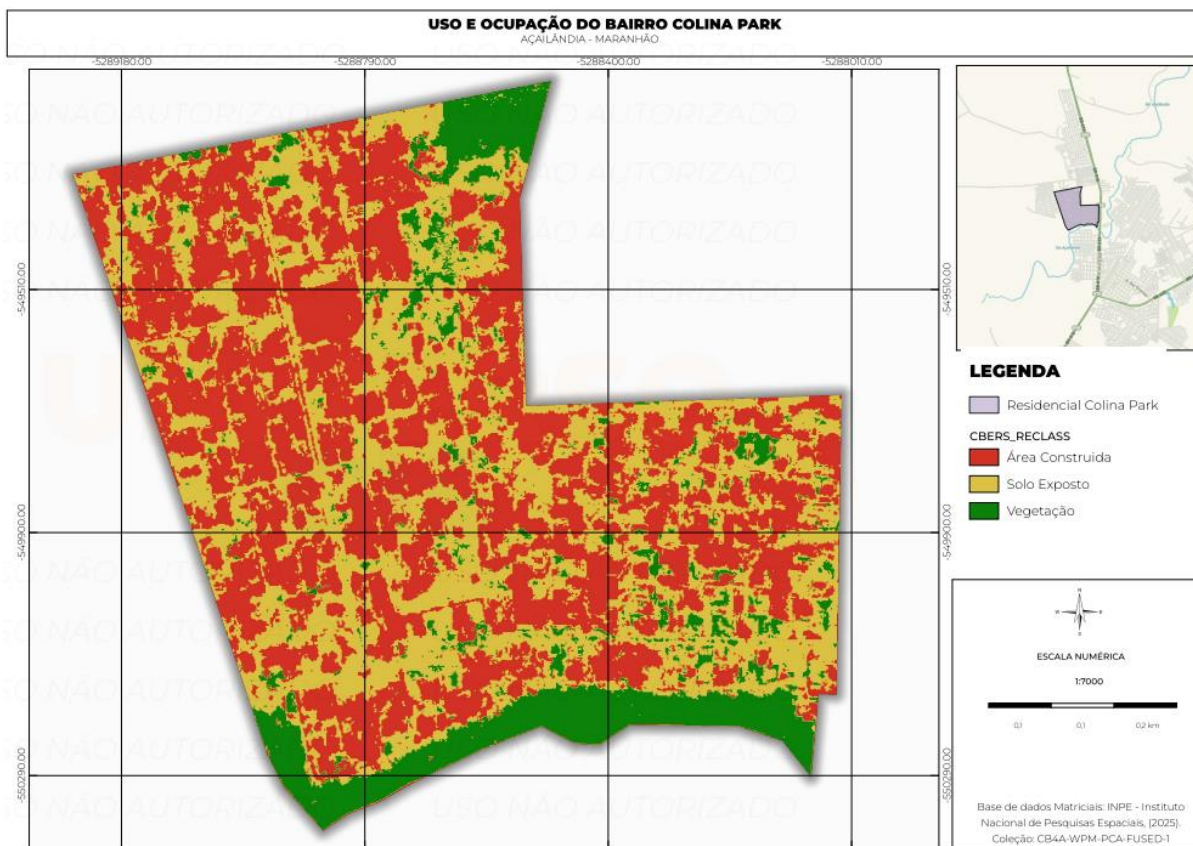 USO E OCUPAÇÃO DO BAIRRO COLINA PARK
AÇAILÂNDIA - MARANHÃO
-5289180.00 -5288790.00 -5288400.00 -5288010.00
-549510.00 -549510.00
-549900.00 -549900.00
-550290.00 -550290.00
USO NÃO AUTORIZADO
LEGENDA
Residencial Colina Park
CBERS_RECLASS
Área Construida
Solo Exposto
Vegetação
N
W E
S
ESCALA NUMÉRICA
1:7000
0,1 0,1 0,2 km
Base de dados Matriciais: INPE - Instituto
Nacional de Pesquisas Espaciais, (2025).
Coleção: CB4A-WPM-PCA-FUSED-1